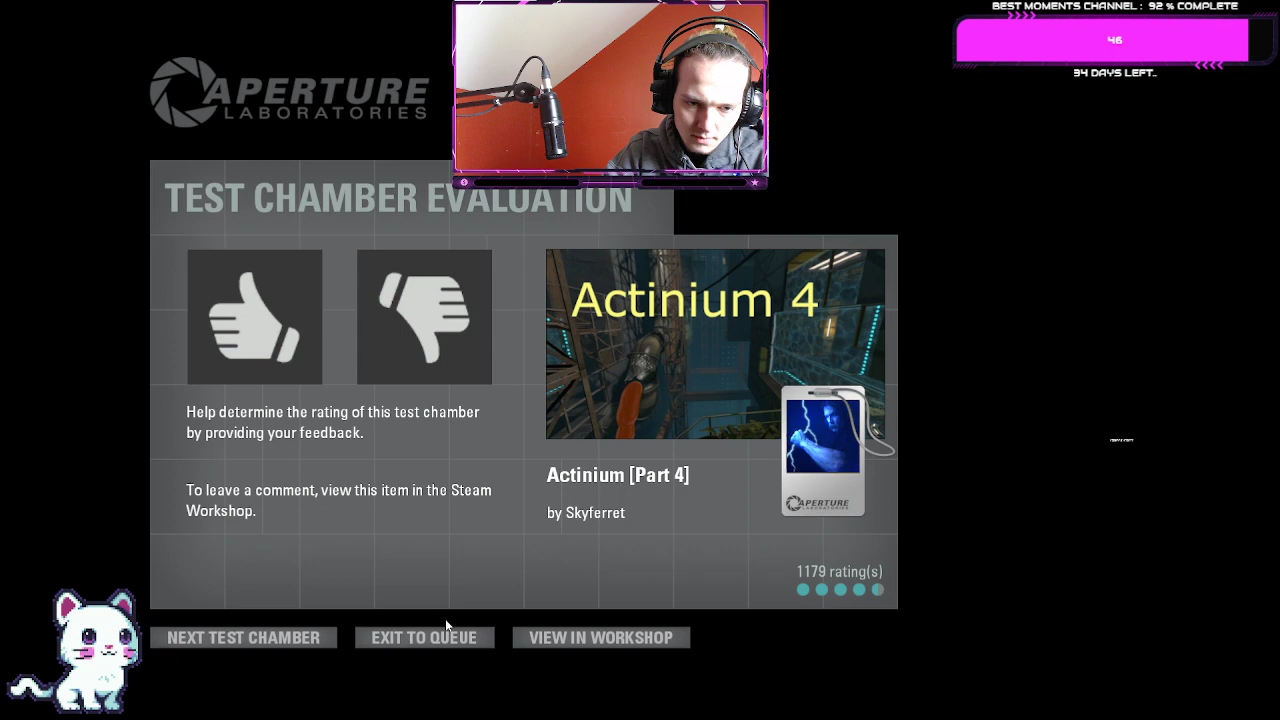 BEST MOMENTS CHANNEL : 92 % COMPLETE
46
34 DAYS LEFT..
APERTURE
LABORATORIES
TEST CHAMBER EVALUATION
Actinium 4
Help determine the rating of this test chamber
by providing your feedback.
To leave a comment, view this item in the Steam
Workshop.
Actinium [Part 4]
by Skyferret
APERTURE
LABORATORIES
1179 rating(s)
NEXT TEST CHAMBER
EXIT TO QUEUE
VIEW IN WORKSHOP